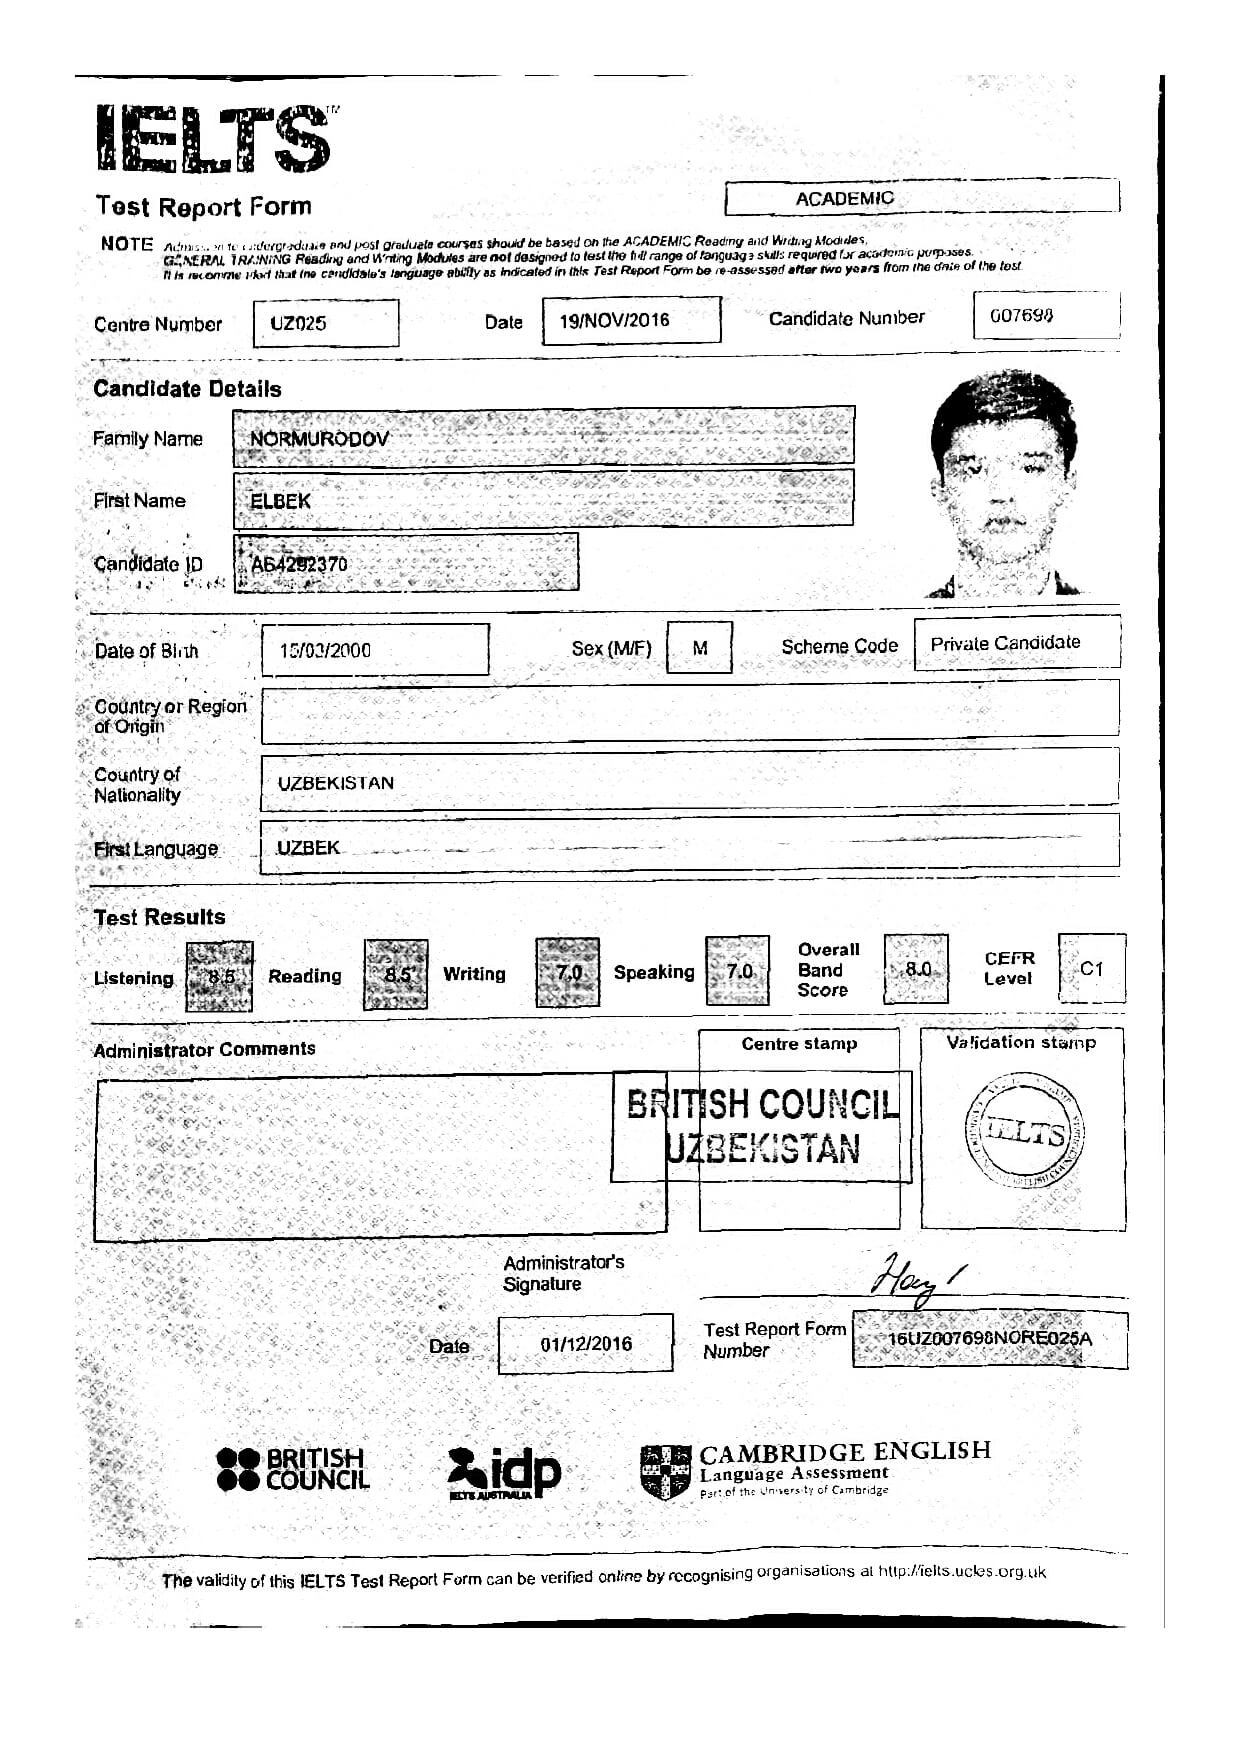 IELTS™
Test Report Form
ACADEMIC
NOTE Admission to undergraduate and post graduate courses should be based on the ACADEMIC Reading and Writing Modules.
GENERAL TRAINING Reading and Writing Modules are not designed to test the full range of language skills required for academic purposes.
It is recommended that the candidate's language ability as indicated in this Test Report Form be re-assessed after two years from the date of the test.
Centre Number UZ025 Date 19/NOV/2016 Candidate Number 007698
Candidate Details
Family Name NORMURODOV
First Name ELBEK
Candidate ID
Date of Birth 15/03/2000 Sex (M/F) M Scheme Code Private Candidate
Country or Region
of Origin
Country of
Nationality
UZBEKISTAN
First Language UZBEK
Test Results
Listening 8.5 Reading 8.5 Writing 7.0 Speaking 7.0 Overall Band Score 8.0 CEFR Level C1
Administrator Comments
Centre stamp
Validation stamp
BRITISH COUNCIL
UZBEKISTAN
IELTS
Administrator's
Signature
Date 01/12/2016
Test Report Form
Number
16UZ007698NORE025A
BRITISH
COUNCIL
idp
IELTS AUSTRALIA
CAMBRIDGE ENGLISH
Language Assessment
Part of the University of Cambridge
The validity of this IELTS Test Report Form can be verified online by recognising organisations at http://ielts.ucles.org.uk